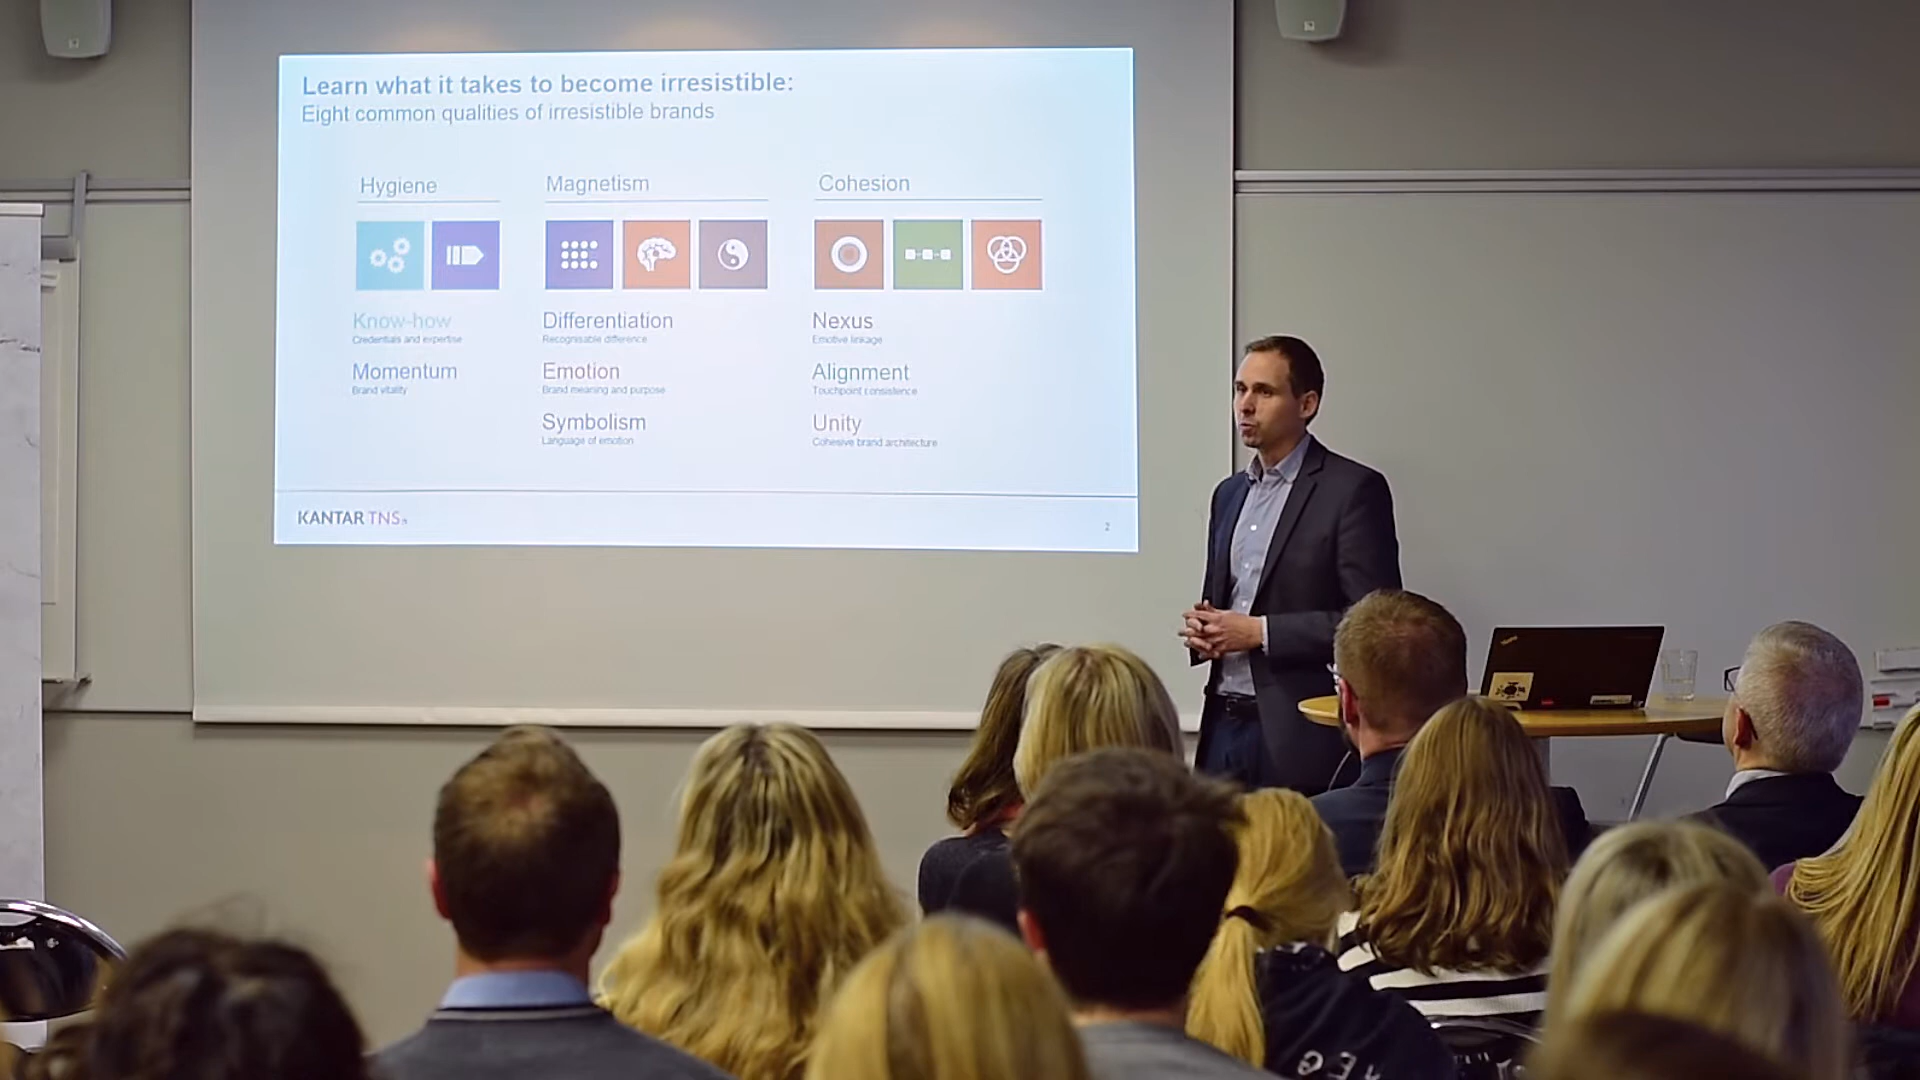 Learn what it takes to become irresistible:
Eight common qualities of irresistible brands
Hygiene
Magnetism
Cohesion
Know-how
Credentials and expertise
Momentum
Brand vitality
Differentiation
Recognisable difference
Emotion
Brand meaning and purpose
Symbolism
Language of emotion
Nexus
Emotive linkage
Alignment
Touchpoint consistence
Unity
Cohesive brand architecture
KANTAR TNS
2